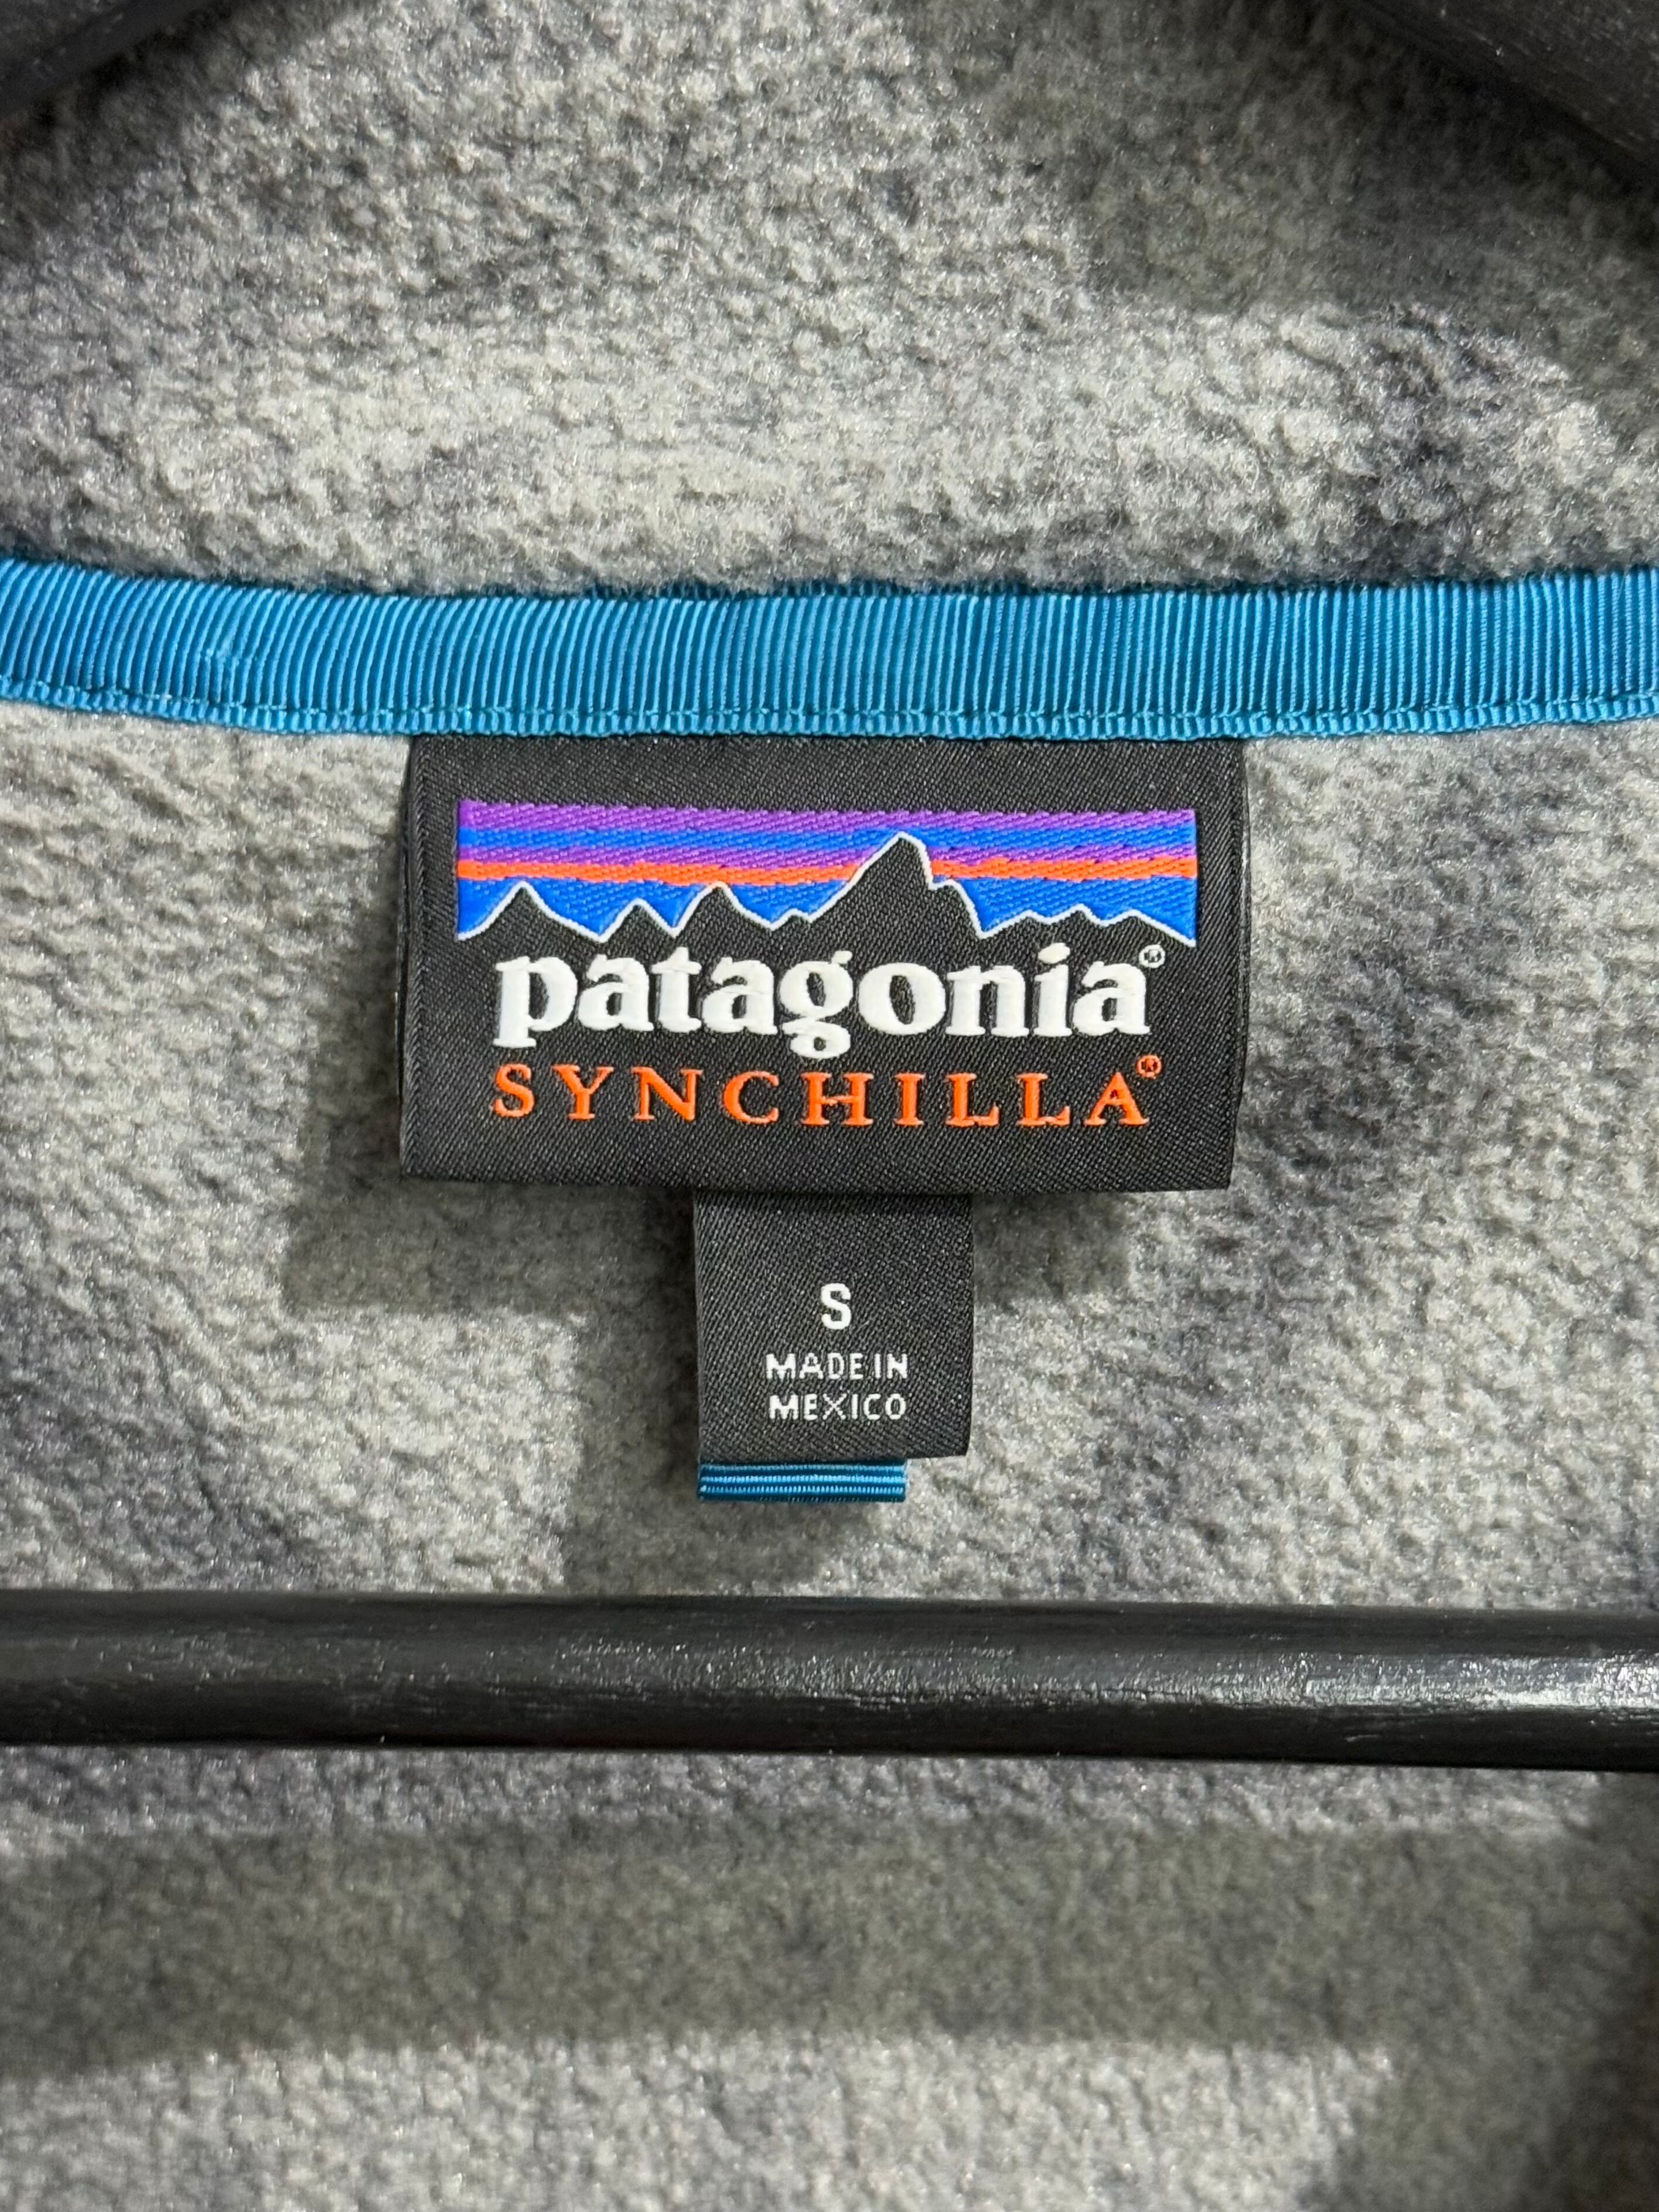 patagonia®
SYNCHILLA®
S
MADE IN
MEXICO